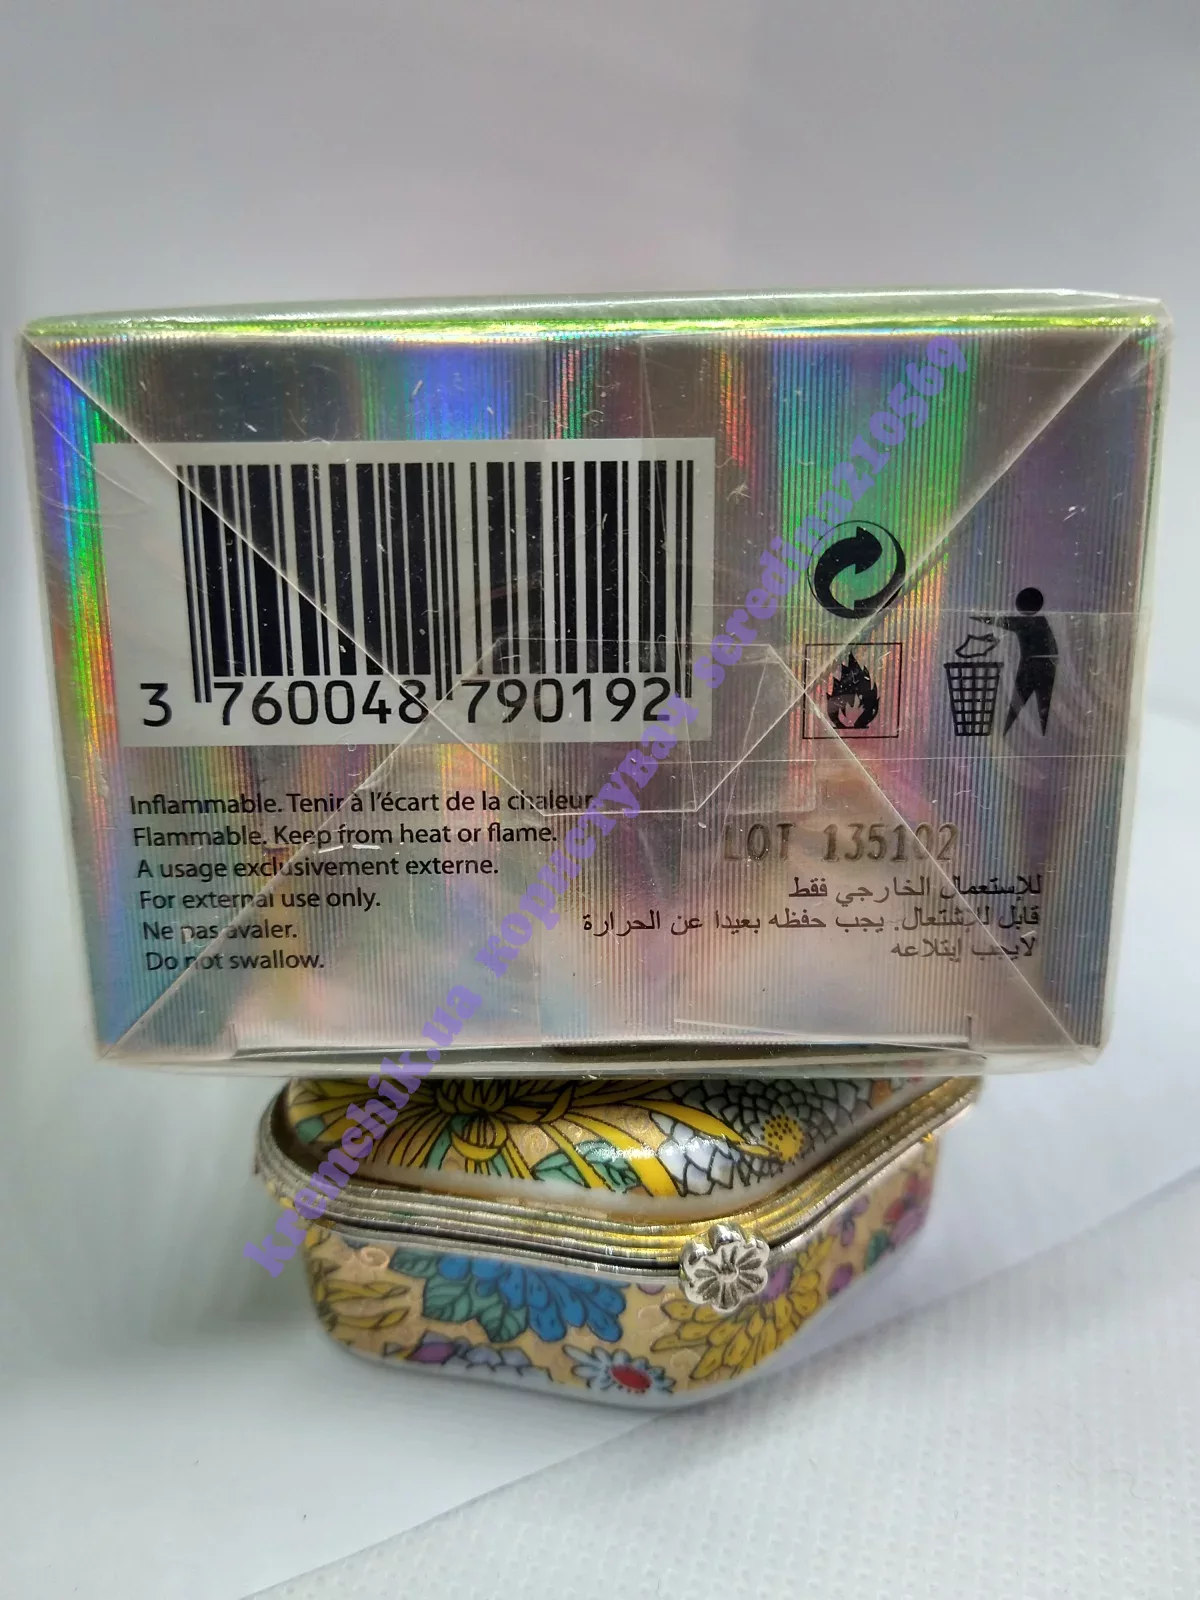 3 760048 790192
Inflammable. Tenir à l'écart de la chaleur
Flammable. Keep from heat or flame.
A usage exclusivement externe.
For external use only.
Ne pas avaler.
Do not swallow.
LOT 135102
للإستعمال الخارجي فقط
قابل للإشتعال. يجب حفظه بعيدا عن الحرارة
لايجب إبتلاعه
kremchik.ua користувач seredina210569